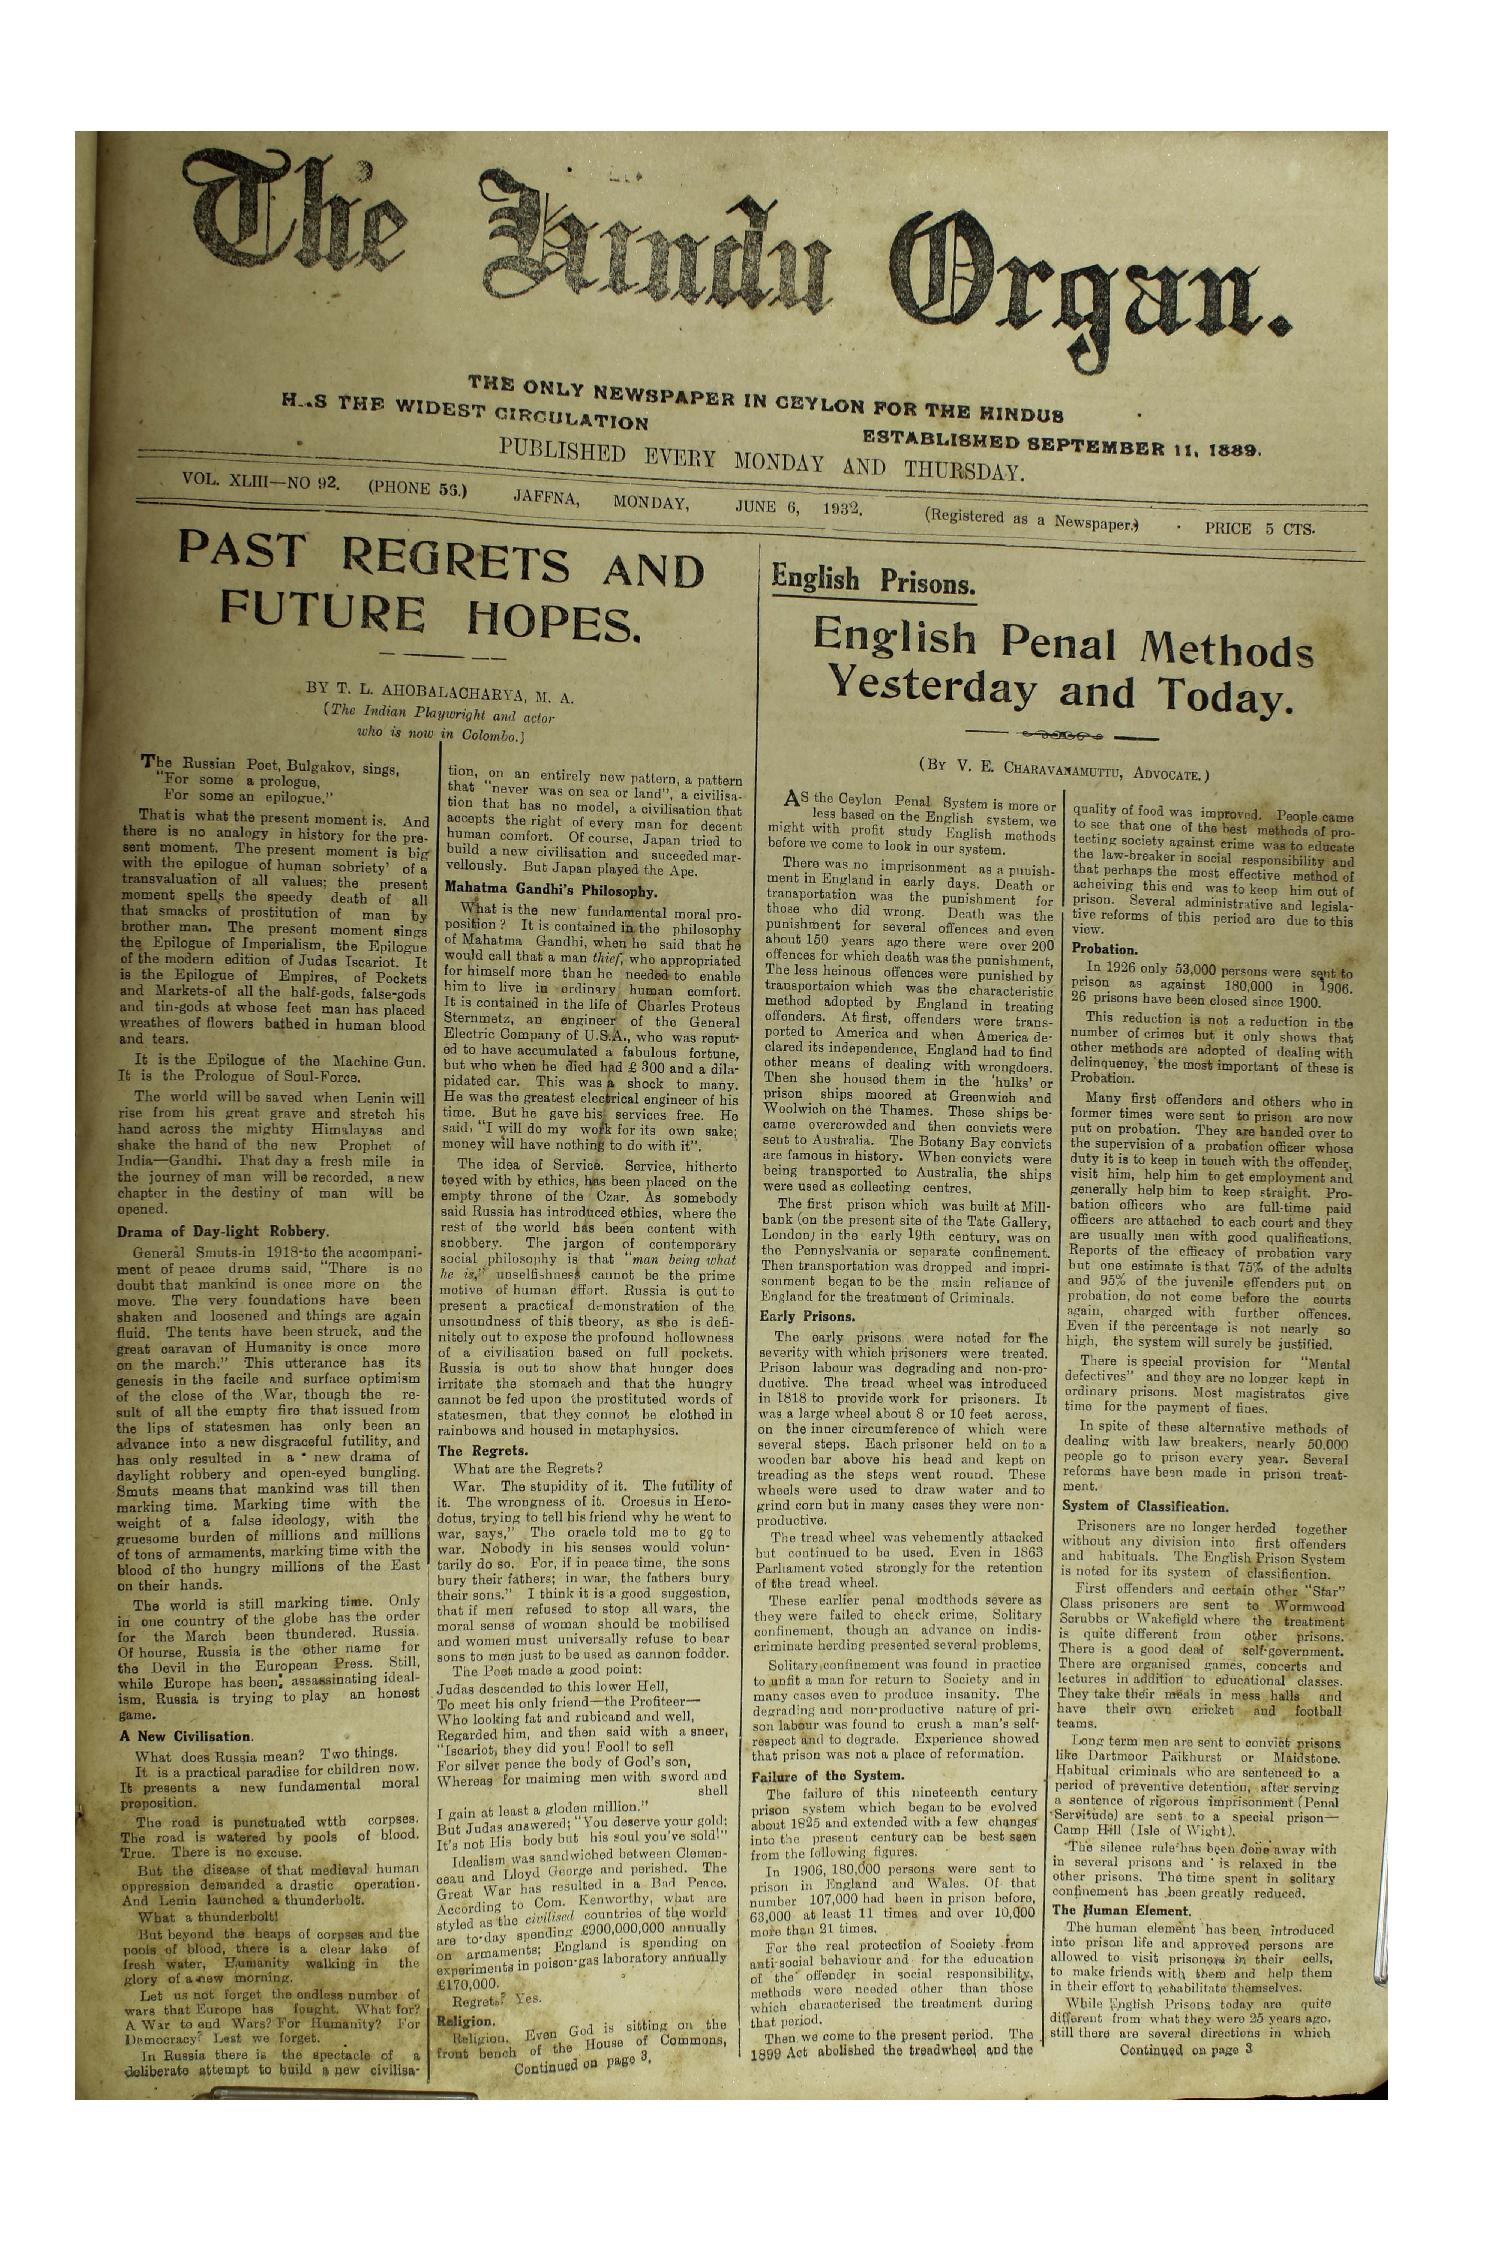 The Hindu Organ.
THE ONLY NEWSPAPER IN CEYLON FOR THE HINDUS
H..S THE WIDEST CIRCULATION
ESTABLISHED SEPTEMBER 11, 1889.
PUBLISHED EVERY MONDAY AND THURSDAY.
VOL. XLIII—NO 92. (PHONE 56.) JAFFNA, MONDAY, JUNE 6, 1932. (Registered as a Newspaper.) PRICE 5 CTS.
PAST REGRETS AND
FUTURE HOPES.
BY T. L. AHOBALACHARYA, M. A.
(The Indian Playwright and actor
who is now in Colombo.)
The Russian Poet, Bulgakov, sings,
"For some a prologue,
For some an epilogue."
That is what the present moment is. And
there is no analogy in history for the pre-
sent moment. The present moment is big
with the epilogue of human sobriety' of a
transvaluation of all values; the present
moment spells the speedy death of all
that smacks of prostitution of man by
brother man. The present moment sings
the Epilogue of Imperialism, the Epilogue
of the modern edition of Judas Iscariot. It
is the Epilogue of Empires, of Pockets
and Markets-of all the half-gods, false-gods
and tin-gods at whose feet man has placed
wreathes of flowers bathed in human blood
and tears.
It is the Epilogue of the Machine Gun.
It is the Prologue of Soul-Force.
The world will be saved when Lenin will
rise from his great grave and stretch his
hand across the mighty Himalayas and
shake the hand of the new Prophet of
India—Gandhi. That day a fresh mile in
the journey of man will be recorded, a new
chapter in the destiny of man will be
opened.
Drama of Day-light Robbery.
General Smuts-in 1918-to the accompani-
ment of peace drums said, "There is no
doubt that mankind is once more on the
move. The very foundations have been
shaken and loosened and things are again
fluid. The tents have been struck, and the
great caravan of Humanity is once more
on the march." This utterance has its
genesis in the facile and surface optimism
of the close of the War, though the re-
sult of all the empty fire that issued from
the lips of statesmen has only been an
advance into a new disgraceful futility, and
has only resulted in a new drama of
daylight robbery and open-eyed bungling.
Smuts means that mankind was till then
marking time. Marking time with the
weight of a false ideology, with the
gruesome burden of millions and millions
of tons of armaments, marking time with the
blood of tho hungry millions of the East
on their hands.
The world is still marking time. Only
in one country of the globe has the order
for the March been thundered. Russia.
Of hourse, Russia is the other name for
the Devil in the European Press. Still,
while Europe has been, assassinating ideal-
ism, Russia is trying to play an honest
game.
A New Civilisation.
What does Russia mean? Two things.
It is a practical paradise for children now.
It presents a new fundamental moral
proposition.
The road is punctuated wtth corpses.
The road is watered by pools of blood.
True. There is no excuse.
But the disease of that medieval human
oppression demanded a drastic operation.
And Lenin launched a thunderbolt.
What a thunderbolt!
But beyond the heaps of corpses and the
pools of blood, there is a clear lake of
fresh water, Humanity walking in the
glory of a new morning.
Let us not forget the endless number of
wars that Europe has fought. What for?
A War to end Wars? For Humanity? For
Democracy? Lest we forget.
In Russia there is the spectacle of a
deliberate attempt to build a new civilisa-
tion, on an entirely new pattern, a pattern
that "never was on sea or land", a civilisa-
tion that has no model, a civilisation that
accepts the right of every man for decent
human comfort. Of course, Japan tried to
build a new civilisation and suceeded mar-
vellously. But Japan played the Ape.
Mahatma Gandhi's Philosophy.
What is the new fundamental moral pro-
position? It is contained in the philosophy
of Mahatma Gandhi, when he said that he
would call that a man thief, who appropriated
for himself more than he needed to enable
him to live in ordinary human comfort.
It is contained in the life of Charles Proteus
Sternmetz, an engineer of the General
Electric Company of U.S.A., who was reput-
ed to have accumulated a fabulous fortune,
but who when he died had £ 300 and a dila-
pidated car. This was a shock to many.
He was the greatest electrical engineer of his
time. But he gave his services free. He
said, "I will do my work for its own sake;
money will have nothing to do with it".
The idea of Service. Service, hitherto
toyed with by ethics, has been placed on the
empty throne of the Czar. As somebody
said Russia has introduced ethics, where the
rest of the world has been content with
snobbery. The jargon of contemporary
social philosophy is that "man being what
he is," unselfishness cannot be the prime
motive of human effort. Russia is out to
present a practical demonstration of the
unsoundness of this theory, as she is defi-
nitely out to expose the profound hollowness
of a civilisation based on full pockets.
Russia is out to show that hunger does
irritate the stomach and that the hungry
cannot be fed upon the prostituted words of
statesmen, that they connot be clothed in
rainbows and housed in metaphysics.
The Regrets.
What are the Regrets?
War. The stupidity of it. The futility of
it. The wrongness of it. Croesus in Hero-
dotus, trying to tell his friend why he went to
war, says," The oracle told me to go to
war. Nobody in his senses would volun-
tarily do so. For, if in peace time, the sons
bury their fathers; in war, the fathers bury
their sons." I think it is a good suggestion,
that if men refused to stop all wars, the
moral sense of woman should be mobilised
and women must universally refuse to bear
sons to men just to be used as cannon fodder.
The Poet made a good point:
Judas descended to this lower Hell,
To meet his only friend—the Profiteer—
Who looking fat and rubicand and well,
Regarded him, and then said with a sneer,
"Iscariot, they did you! Fool! to sell
For silver pence the body of God's son,
Whereas for maiming men with sword and
shell
I gain at least a gloden million."
But Judas answered; "You deserve your gold;
It's not His body but his soul you've sold!"
Idealism was sandwiched between Clemen-
ceau and Lloyd George and perished. The
Great War has resulted in a Bad Peace.
According to Com. Kenworthy, what are
styled as the civilised countries of the world
are to-day spending £900,000,000 annually
on armaments; England is spending on
experiments in poison-gas laboratory annually
£170,000.
Regrets? Yes.
Religion.
Religion. Even God is sitting on the
front bench of the House of Commons,
Continued on page 3.
English Prisons.
English Penal Methods
Yesterday and Today.
(BY V. E. CHARAVANAMUTTU, ADVOCATE.)
AS the Ceylon Penal System is more or
less based on the English system, we
might with profit study English methods
before we come to look in our system.
There was no imprisonment as a punish-
ment in England in early days. Death or
transportation was the punishment for
those who did wrong. Death was the
punishment for several offences and even
about 150 years ago there were over 200
offences for which death was the punishment,
The less heinous offences were punished by
transportaion which was the characteristic
method adopted by England in treating
offenders. At first, offenders were trans-
ported to America and when America de-
clared its independence, England had to find
other means of dealing with wrongdoers.
Then she housed them in the 'hulks' or
prison ships moored at Greenwich and
Woolwich on the Thames. These ships be-
came overcrowded and then convicts were
sent to Australia. The Botany Bay convicts
are famous in history. When convicts were
being transported to Australia, the ships
were used as collecting centres.
The first prison which was built at Mill-
bank (on the present site of the Tate Gallery,
London) in the early 19th century, was on
the Pennyslvania or separate confinement.
Then transportation was dropped and impri-
sonment began to be the main reliance of
England for the treatment of Criminals.
Early Prisons.
The early prisons were noted for the
severity with which prisoners were treated.
Prison labour was degrading and non-pro-
ductive. The tread wheel was introduced
in 1818 to provide work for prisoners. It
was a large wheel about 8 or 10 feet across,
on the inner circumference of which were
several steps. Each prisoner held on to a
wooden bar above his head and kept on
treading as the steps went round. These
wheels were used to draw water and to
grind corn but in many cases they were non-
productive.
The tread wheel was vehemently attacked
but continued to be used. Even in 1863
Parliament voted strongly for the retention
of the tread wheel.
These earlier penal modthods severe as
they were failed to check crime, Solitary
confinement, though an advance on indis-
criminate herding presented several problems.
Solitary confinement was found in practice
to unfit a man for return to Society and in
many cases even to produce insanity. The
degrading and non-productive nature of pri-
son labour was found to crush a man's self-
respect and to degrade. Experience showed
that prison was not a place of reformation.
Failure of the System.
The failure of this nineteenth century
prison system which began to be evolved
about 1825 and extended with a few changes
into the present century can be best seen
from the following figures.
In 1906, 180,000 persons were sent to
prison in England and Wales. Of that
number 107,000 had been in prison before,
63,000 at least 11 times and over 10,000
more than 21 times.
For the real protection of Society from
anti-social behaviour and for the education
of the offender in social responsibility,
methods were needed other than those
which characterised the treatment during
that period.
Then we come to the present period. The
1899 Act abolished the treadwheel and the
quality of food was improved. People came
to see that one of the best methods of pro-
tecting society against crime was to educate
the law-breaker in social responsibility and
that perhaps the most effective method of
acheiving this end was to keep him out of
prison. Several administrative and legisla-
tive reforms of this period are due to this
view.
Probation.
In 1926 only 53,000 persons were sent to
prison as against 180,000 in 1906.
26 prisons have been closed since 1900.
This reduction is not a reduction in the
number of crimes but it only shows that
other methods are adopted of dealing with
delinquency, the most important of these is
Probation.
Many first offenders and others who in
former times were sent to prison are now
put on probation. They are handed over to
the supervision of a probation officer whose
duty it is to keep in touch with the offender,
visit him, help him to get employment and
generally help him to keep straight. Pro-
bation officers who are full-time paid
officers are attached to each court and they
are usually men with good qualifications.
Reports of the efficacy of probation vary
but one estimate is that 75% of the adults
and 95% of the juvenile offenders put on
probation, do not come before the courts
again, charged with further offences.
Even if the percentage is not nearly so
high, the system will surely be justified.
There is special provision for "Mental
defectives" and they are no longer kept in
ordinary prisons. Most magistrates give
time for the payment of fines.
In spite of these alternative methods of
dealing with law breakers, nearly 50,000
people go to prison every year. Several
reforms have been made in prison treat-
ment.
System of Classification.
Prisoners are no longer herded together
without any division into first offenders
and habituals. The English Prison System
is noted for its system of classification.
First offenders and certain other "Star"
Class prisoners are sent to Wormwood
Scrubbs or Wakefield where the treatment
is quite different from other prisons.
There is a good deal of self-government.
There are organised games, concerts and
lectures in addition to educational classes.
They take their meals in mess halls and
have their own cricket and football
teams.
Long term men are sent to convict prisons
like Dartmoor Paikhurst or Maidstone.
Habitual criminals who are sentenced to a
period of preventive detention, after serving
a sentence of rigorous imprisonment (Penal
Servitude) are sent to a special prison—
Camp Hill (Isle of Wight).
The silence rule has been done away with
in several prisons and is relaxed in the
other prisons. The time spent in solitary
confinement has been greatly reduced.
The Human Element.
The human element has been introduced
into prison life and approved persons are
allowed to visit prisoners in their cells,
to make friends with them and help them
in their effort to rehabilitate themselves.
While English Prisons today are quite
different from what they were 25 years ago,
still there are several directions in which
Continued on page 3